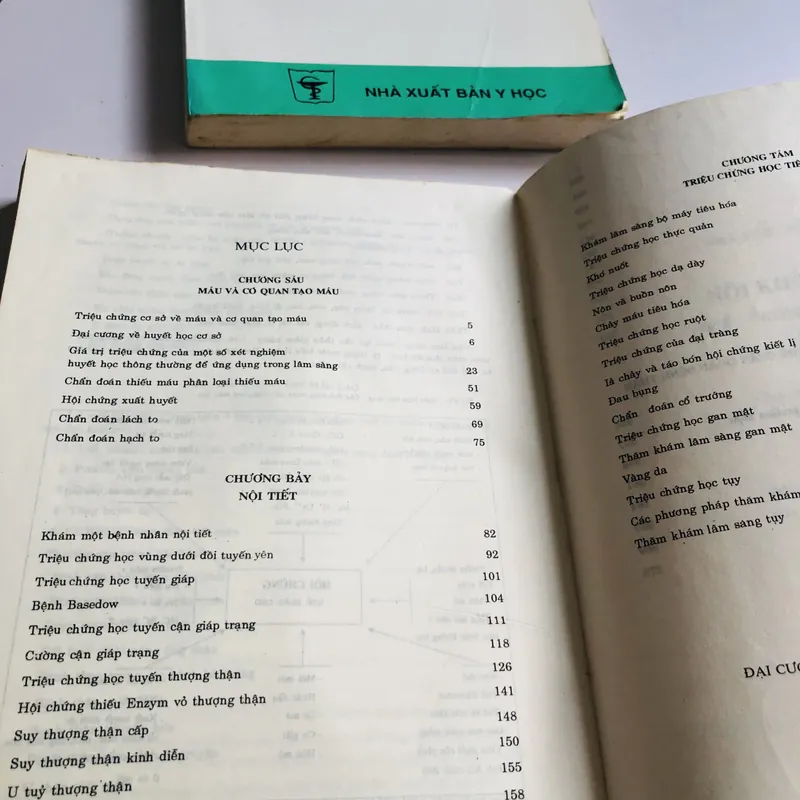 NHÀ XUẤT BẢN Y HỌC
MỤC LỤC
CHƯƠNG SÁU
MÁU VÀ CƠ QUAN TẠO MÁU
Triệu chứng cơ sở về máu và cơ quan tạo máu 5
Đại cương về huyết học cơ sở 6
Giá trị triệu chứng của một số xét nghiệm
huyết học thông thường để ứng dụng trong lâm sàng 23
Chẩn đoán thiếu máu phân loại thiếu máu 51
Hội chứng xuất huyết 59
Chẩn đoán lách to 69
Chẩn đoán hạch to 75
CHƯƠNG BẢY
NỘI TIẾT
Khám một bệnh nhân nội tiết 82
Triệu chứng học vùng dưới đồi tuyến yên 92
Triệu chứng học tuyến giáp 101
Bệnh Basedow 104
Triệu chứng học tuyến cận giáp trạng 111
Cường cận giáp trạng 118
Triệu chứng học tuyến thượng thận 126
Hội chứng thiếu Enzym vỏ thượng thận 141
Suy thượng thận cấp 148
Suy thượng thận kinh diễn 150
U tuỷ thượng thận 155
158
CHƯƠNG TÁM
TRIỆU CHỨNG HỌC TIÊ
Khám lâm sàng bộ máy tiêu hóa
Triệu chứng học thực quản
Khó nuốt
Triệu chứng học dạ dày
Nôn và buồn nôn
Chảy máu tiêu hóa
Triệu chứng học ruột
Triệu chứng của đại tràng
ỉa chảy và táo bón hội chứng kiết lị
Đau bụng
Chẩn đoán cổ trướng
Triệu chứng học gan mật
Thăm khám lâm sàng gan mật
Vàng da
Triệu chứng học tụy
Các phương pháp thăm khám
Thăm khám lâm sàng tụy
ĐẠI CƯƠ